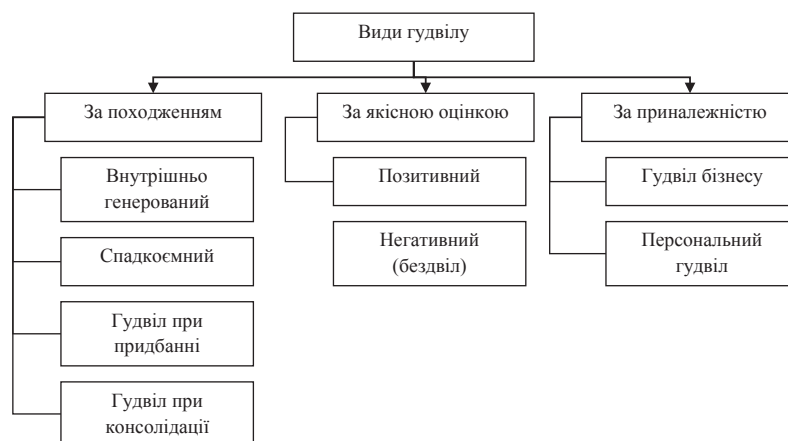 Види гудвілу
За походженням
Внутрішньо
генерований
Спадкоємний
Гудвіл при
придбанні
Гудвіл при
консолідації
За якісною оцінкою
Позитивний
Негативний
(бездвіл)
За приналежністю
Гудвіл бізнесу
Персональний
гудвіл